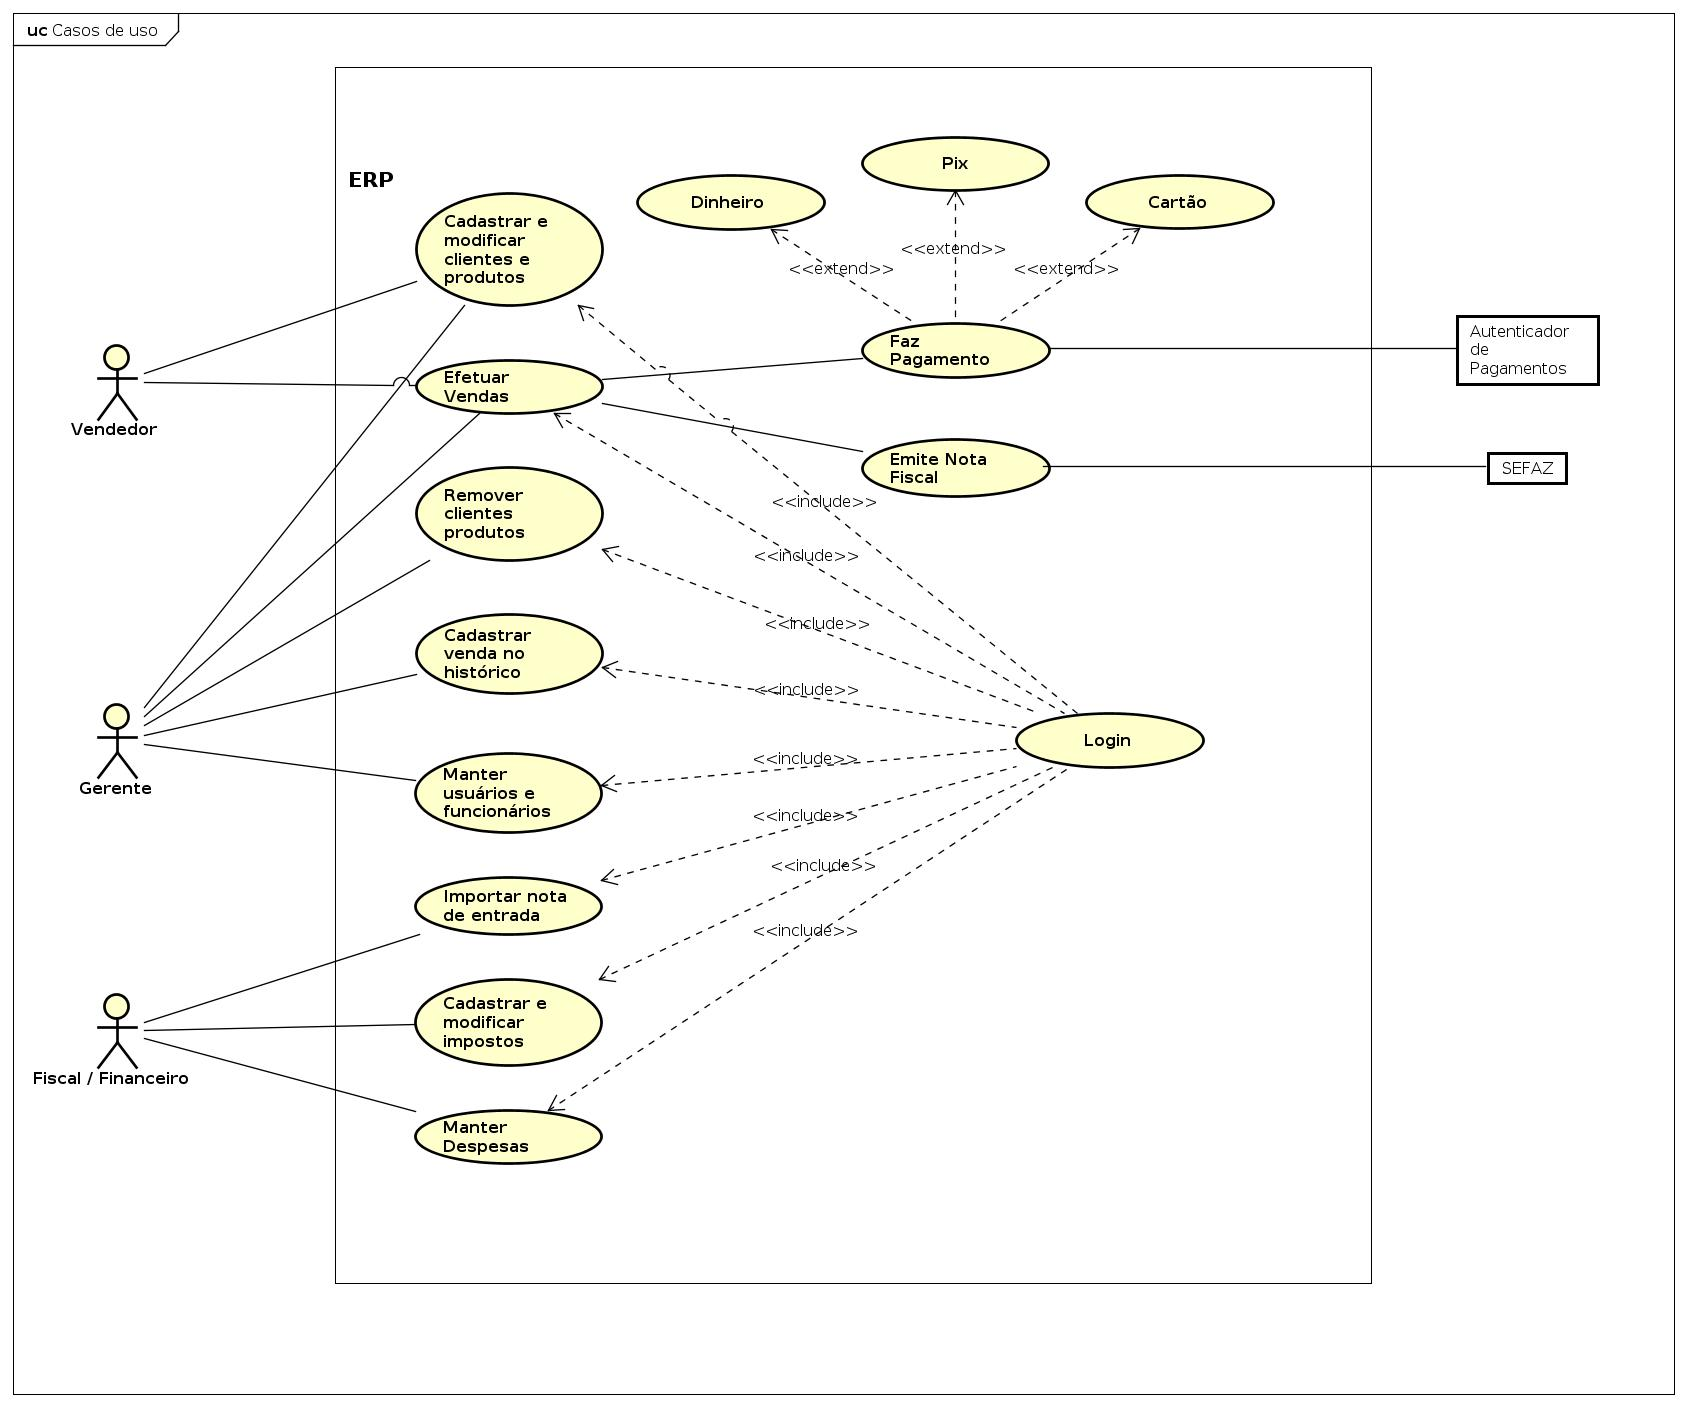 uc Casos de uso
ERP
Cadastrar e
modificar
clientes e
produtos
Dinheiro
Pix
Cartão
<<extend>>
<<extend>>
<<extend>>
Vendedor
Efetuar
Vendas
Faz
Pagamento
Autenticador
de
Pagamentos
Emite Nota
Fiscal
SEFAZ
Remover
clientes
produtos
<<include>>
<<include>>
<<include>>
Cadastrar
venda no
histórico
<<include>>
Gerente
Login
Manter
usuários e
funcionários
<<include>>
<<include>>
<<include>>
<<include>>
Importar nota
de entrada
Fiscal / Financeiro
Cadastrar e
modificar
impostos
Manter
Despesas